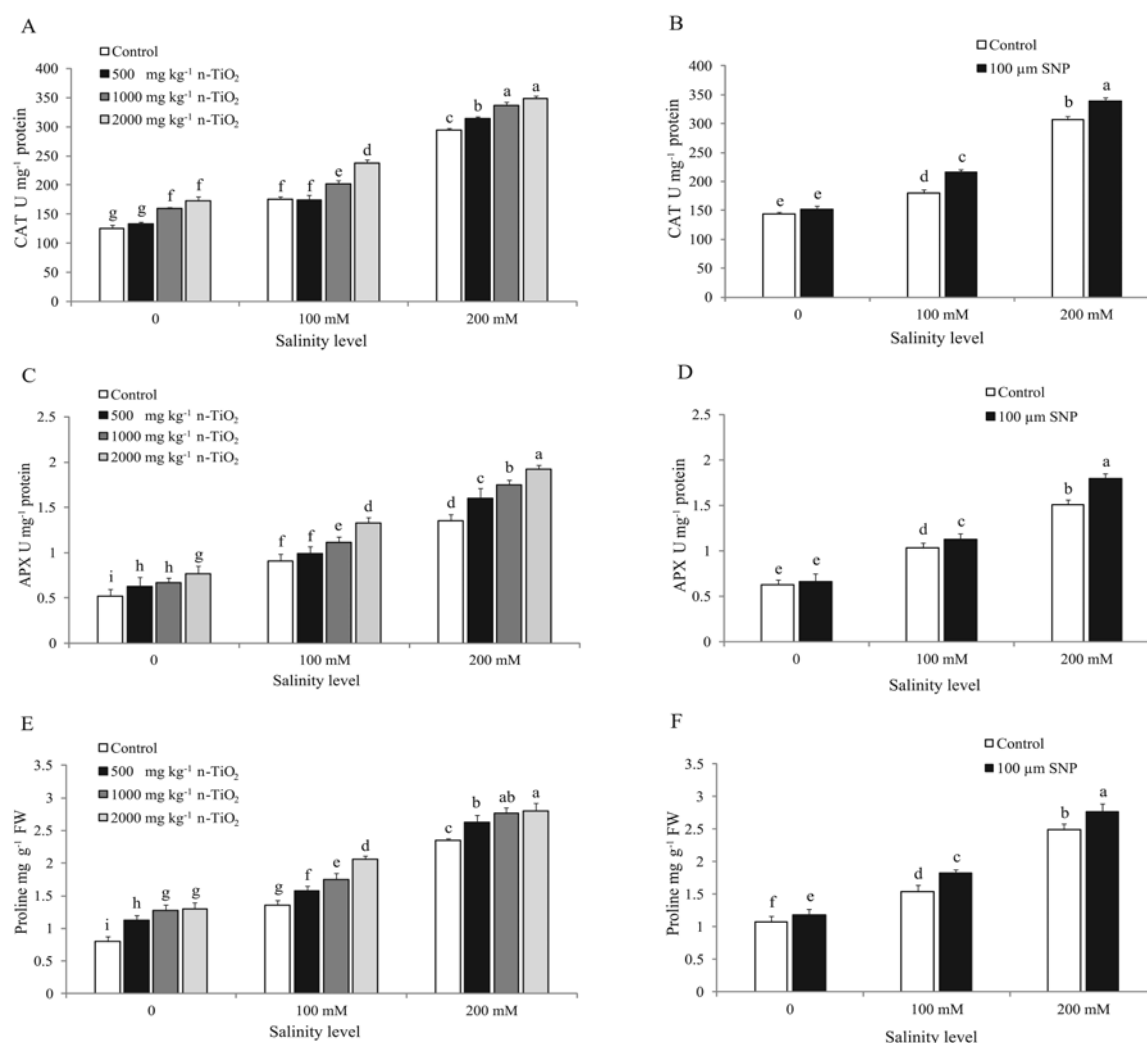 A
Control
500 mg kg⁻¹ n-TiO₂
1000 mg kg⁻¹ n-TiO₂
2000 mg kg⁻¹ n-TiO₂
CAT U mg⁻¹ protein
400
350
300
250
200
150
100
50
0
g g f f
f f e d
c b a a
0 100 mM 200 mM
Salinity level
B
Control
100 µm SNP
CAT U mg⁻¹ protein
400
350
300
250
200
150
100
50
0
e e
d c
b a
0 100 mM 200 mM
Salinity level
C
Control
500 mg kg⁻¹ n-TiO₂
1000 mg kg⁻¹ n-TiO₂
2000 mg kg⁻¹ n-TiO₂
APX U mg⁻¹ protein
2.5
2
1.5
1
0.5
0
i h h g
f f e d
d c b a
0 100 mM 200 mM
Salinity level
D
Control
100 µm SNP
APX U mg⁻¹ protein
2.5
2
1.5
1
0.5
0
e e
d c
b a
0 100 mM 200 mM
Salinity level
E
Control
500 mg kg⁻¹ n-TiO₂
1000 mg kg⁻¹ n-TiO₂
2000 mg kg⁻¹ n-TiO₂
Proline mg g⁻¹ FW
3.5
3
2.5
2
1.5
1
0.5
0
i h g g
g f e d
c b ab a
0 100 mM 200 mM
Salinity level
F
Control
100 µm SNP
Proline mg g⁻¹ FW
3.5
3
2.5
2
1.5
1
0.5
0
f e
d c
b a
0 100 mM 200 mM
Salinity level